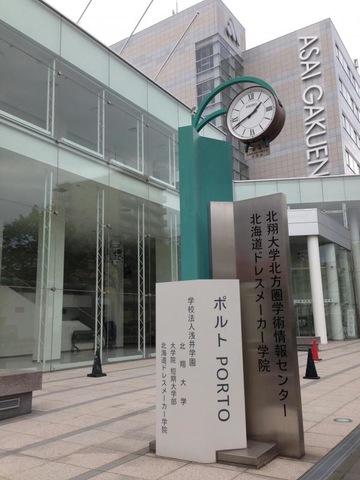 ASAI GAKUEN
北翔大学北方圏学術情報センター
北海道ドレスメーカー学院
ポルト PORTO
学校法人浅井学園
北翔大学
大学院 短期大学部
北海道ドレスメーカー学院